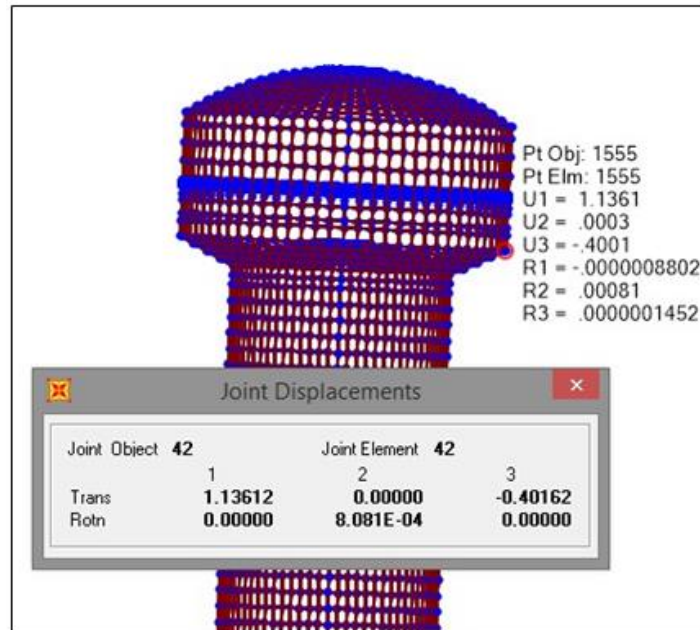 Pt Obj: 1555
Pt Elm: 1555
U1 = 1.1361
U2 = .0003
U3 = -.4001
R1 = -.0000008802
R2 = .00081
R3 = .0000001452
Joint Displacements
Joint Object 42 Joint Element 42
1 2 3
Trans 1.13612 0.00000 -0.40162
Rotn 0.00000 8.081E-04 0.00000